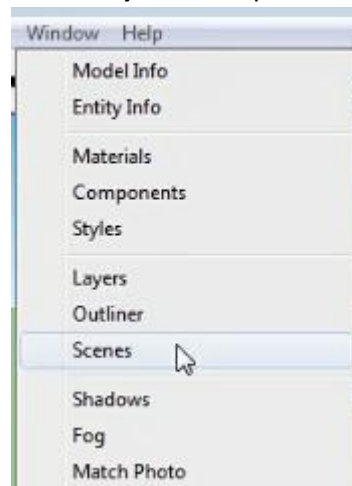 Window Help
Model Info
Entity Info
Materials
Components
Styles
Layers
Outliner
Scenes
Shadows
Fog
Match Photo